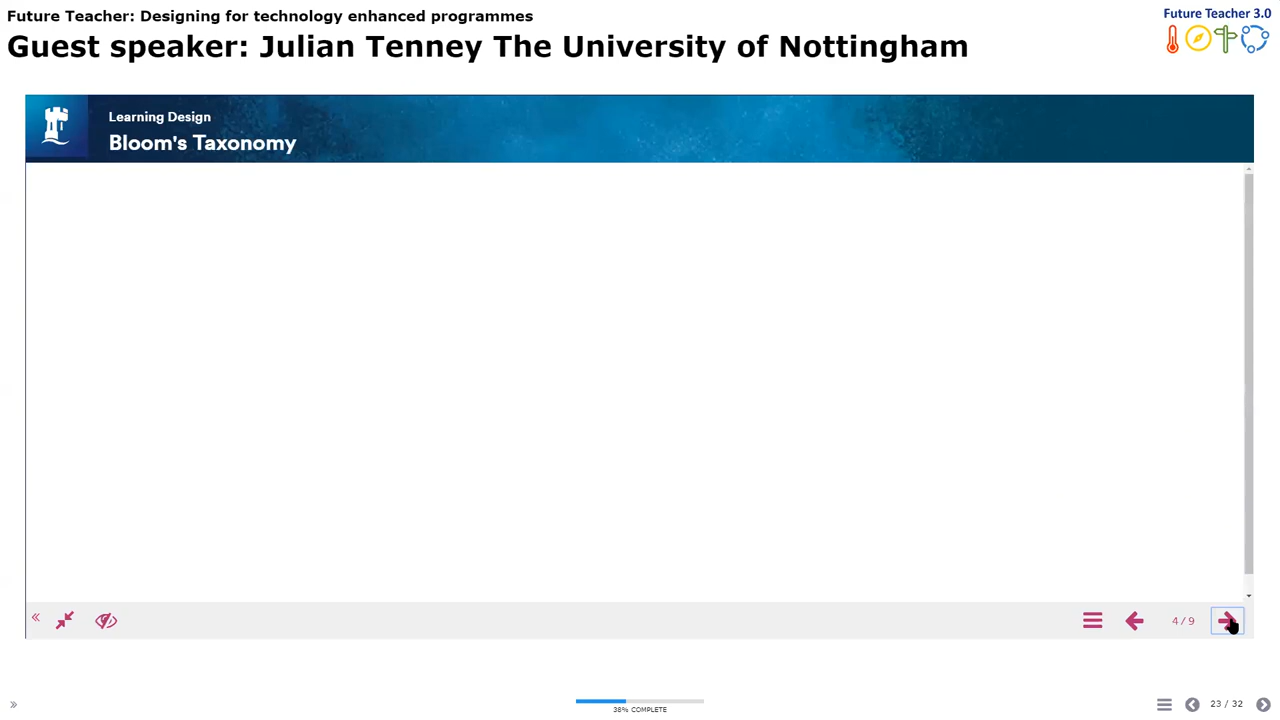 Future Teacher: Designing for technology enhanced programmes
Future Teacher 3.0
Guest speaker: Julian Tenney The University of Nottingham
Learning Design
Bloom's Taxonomy
4 / 9
38% COMPLETE
23 / 32